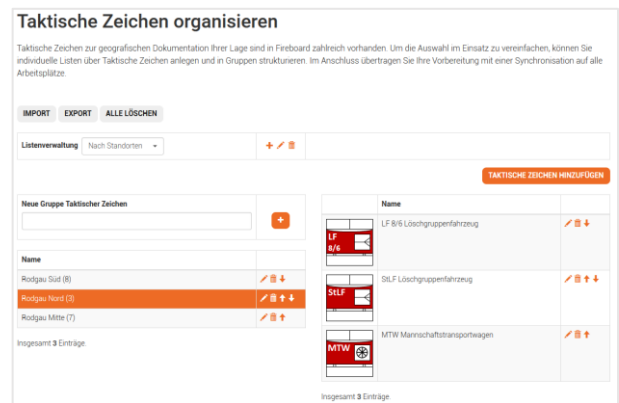 Taktische Zeichen organisieren
Taktische Zeichen zur geografischen Dokumentation Ihrer Lage sind in Fireboard zahlreich vorhanden. Um die Auswahl im Einsatz zu vereinfachen, können Sie
individuelle Listen über Taktische Zeichen anlegen und in Gruppen strukturieren. Im Anschluss übertragen Sie Ihre Vorbereitung mit einer Synchronisation auf alle
Arbeitsplätze.
IMPORT EXPORT ALLE LÖSCHEN
Listenverwaltung Nach Standorten
TAKTISCHE ZEICHEN HINZUFÜGEN
Neue Gruppe Taktischer Zeichen
Name
Rodgau Süd (8)
Rodgau Nord (3)
Rodgau Mitte (7)
Insgesamt 3 Einträge.
Name
LF
8/6
LF 8/6 Löschgruppenfahrzeug
StLF
StLF Löschgruppenfahrzeug
MTW
MTW Mannschaftstransportwagen
Insgesamt 3 Einträge.